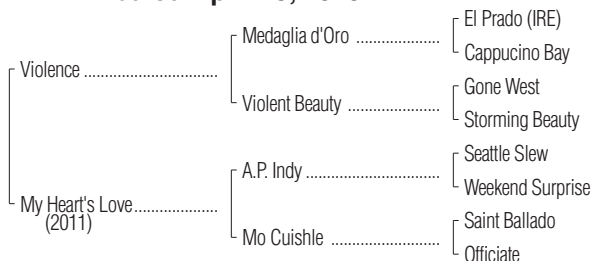 El Prado (IRE)
Medaglia d'Oro
Cappucino Bay
Violence
Gone West
Violent Beauty
Storming Beauty
Seattle Slew
A.P. Indy
Weekend Surprise
My Heart's Love
(2011)
Saint Ballado
Mo Cuishle
Officiate